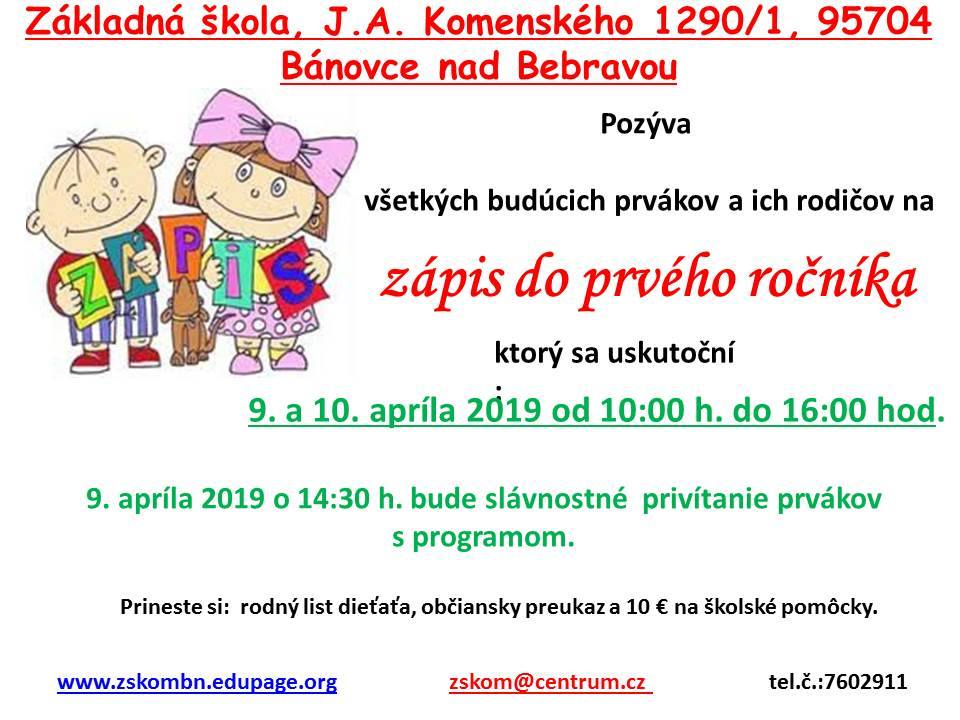 Základná škola, J.A. Komenského 1290/1, 95704
Bánovce nad Bebravou
Pozýva
všetkých budúcich prvákov a ich rodičov na
ZÁPIS
zápis do prvého ročníka
ktorý sa uskutoční
:
9. a 10. apríla 2019 od 10:00 h. do 16:00 hod.
9. apríla 2019 o 14:30 h. bude slávnostné privítanie prvákov
s programom.
Prineste si: rodný list dieťaťa, občiansky preukaz a 10 € na školské pomôcky.
www.zskombn.edupage.org zskom@centrum.cz tel.č.:7602911